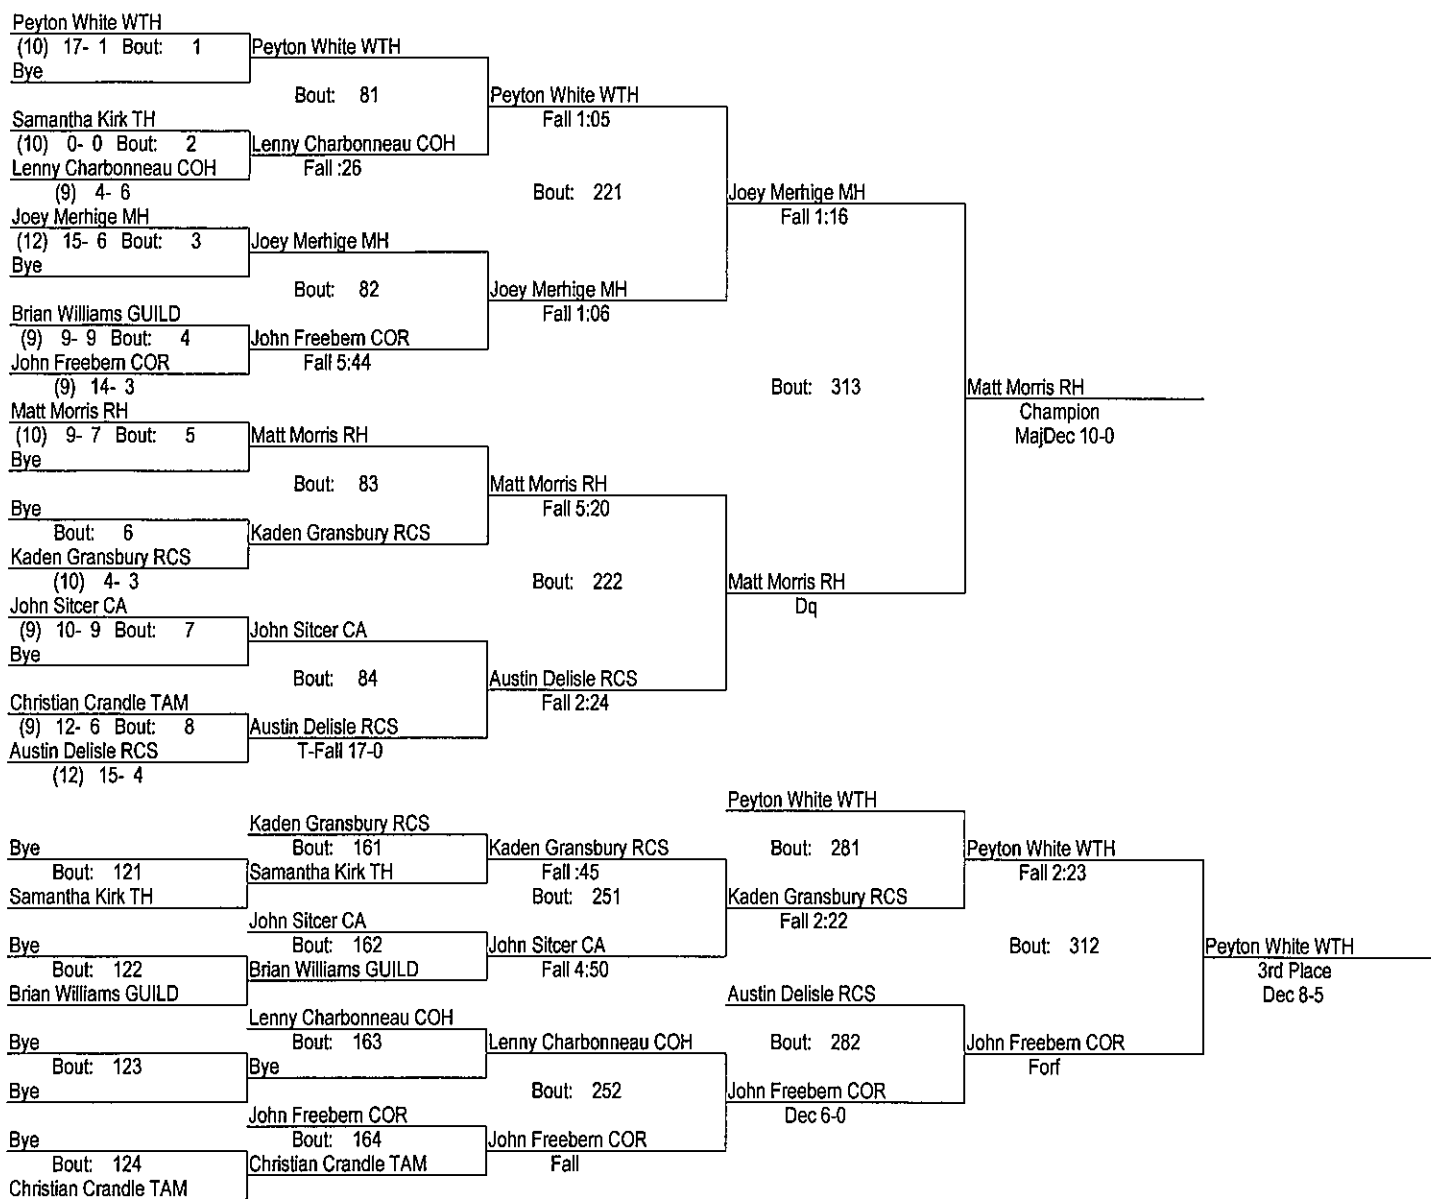 Peyton White WTH
(10) 17- 1 Bout: 1
Bye
Samantha Kirk TH
(10) 0- 0 Bout: 2
Lenny Charbonneau COH
(9) 4- 6
Joey Merhige MH
(12) 15- 6 Bout: 3
Bye
Brian Williams GUILD
(9) 9- 9 Bout: 4
John Freebern COR
(9) 14- 3
Matt Morris RH
(10) 9- 7 Bout: 5
Bye
Bye
Bout: 6
Kaden Gransbury RCS
(10) 4- 3
John Sitcer CA
(9) 10- 9 Bout: 7
Bye
Christian Crandle TAM
(9) 12- 6 Bout: 8
Austin Delisle RCS
(12) 15- 4
Peyton White WTH
Bout: 81
Lenny Charbonneau COH
Fall :26
Joey Merhige MH
Bout: 82
John Freebern COR
Fall 5:44
Matt Morris RH
Bout: 83
Kaden Gransbury RCS
John Sitcer CA
Bout: 84
Austin Delisle RCS
T-Fall 17-0
Peyton White WTH
Fall 1:05
Bout: 221
Joey Merhige MH
Fall 1:06
Matt Morris RH
Fall 5:20
Bout: 222
Austin Delisle RCS
Fall 2:24
Joey Merhige MH
Fall 1:16
Bout: 313
Matt Morris RH
Dq
Matt Morris RH
Champion
MajDec 10-0
Bye
Bout: 121
Samantha Kirk TH
Bye
Bout: 122
Brian Williams GUILD
Bye
Bout: 123
Bye
Bye
Bout: 124
Christian Crandle TAM
Kaden Gransbury RCS
Bout: 161
Samantha Kirk TH
John Sitcer CA
Bout: 162
Brian Williams GUILD
Lenny Charbonneau COH
Bout: 163
Bye
John Freebern COR
Bout: 164
Christian Crandle TAM
Kaden Gransbury RCS
Fall :45
Bout: 251
John Sitcer CA
Fall 4:50
Lenny Charbonneau COH
Bout: 252
John Freebern COR
Fall
Peyton White WTH
Bout: 281
Kaden Gransbury RCS
Fall 2:22
Austin Delisle RCS
Bout: 282
John Freebern COR
Dec 6-0
Peyton White WTH
Fall 2:23
Bout: 312
John Freebern COR
Forf
Peyton White WTH
3rd Place
Dec 8-5